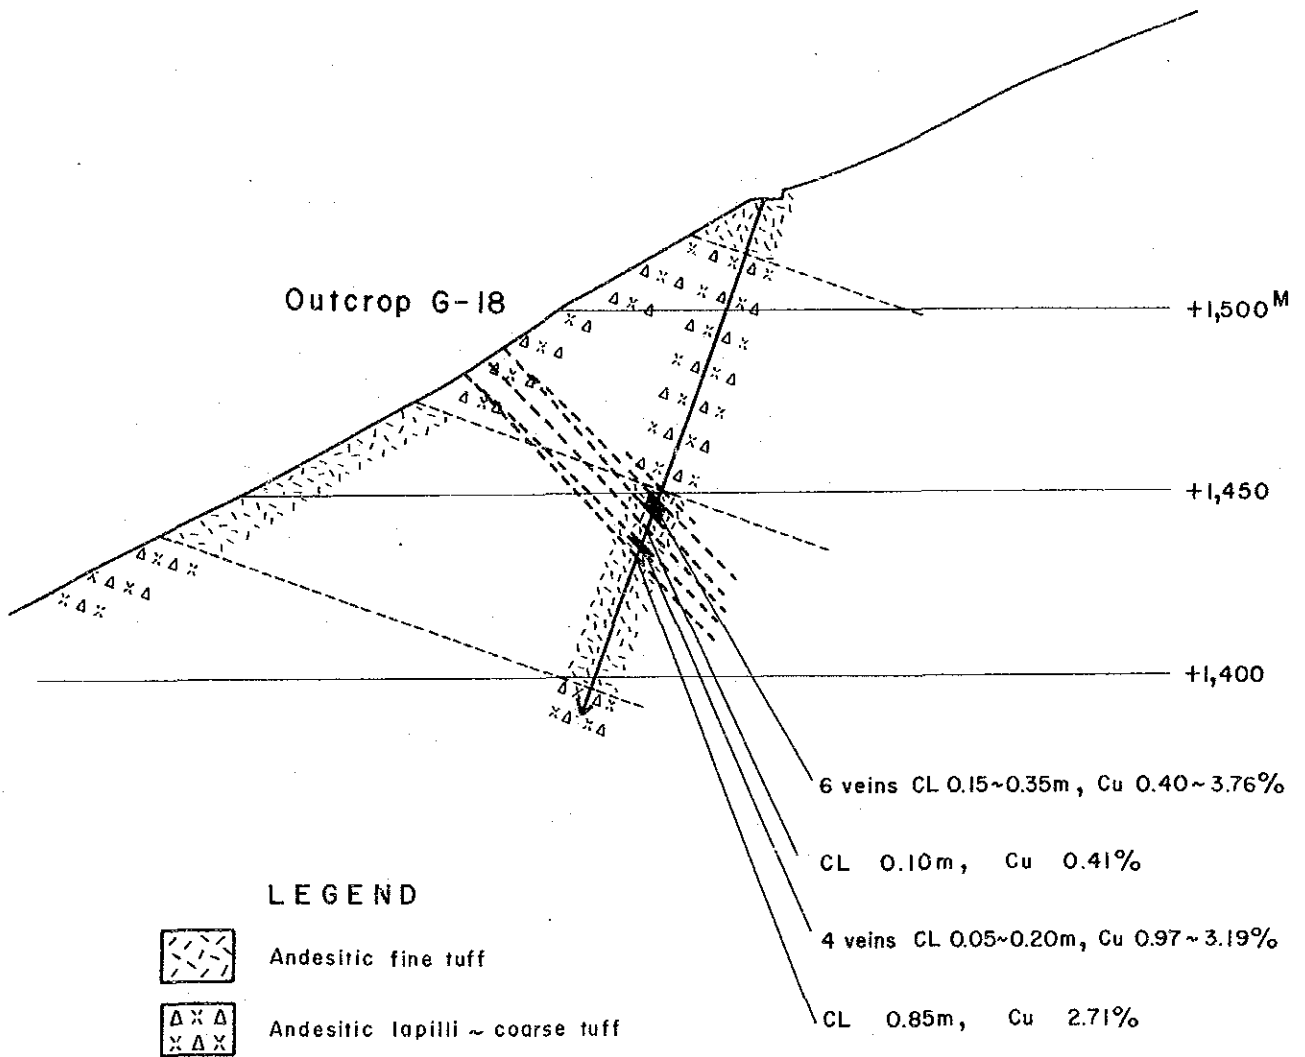 Outcrop G-18
+1,500 M
+1,450
+1,400
6 veins CL 0.15~0.35m, Cu 0.40~3.76%
CL 0.10m, Cu 0.41%
4 veins CL 0.05~0.20m, Cu 0.97~3.19%
CL 0.85m, Cu 2.71%
LEGEND
Andesitic fine tuff
Andesitic lapilli ~ coarse tuff